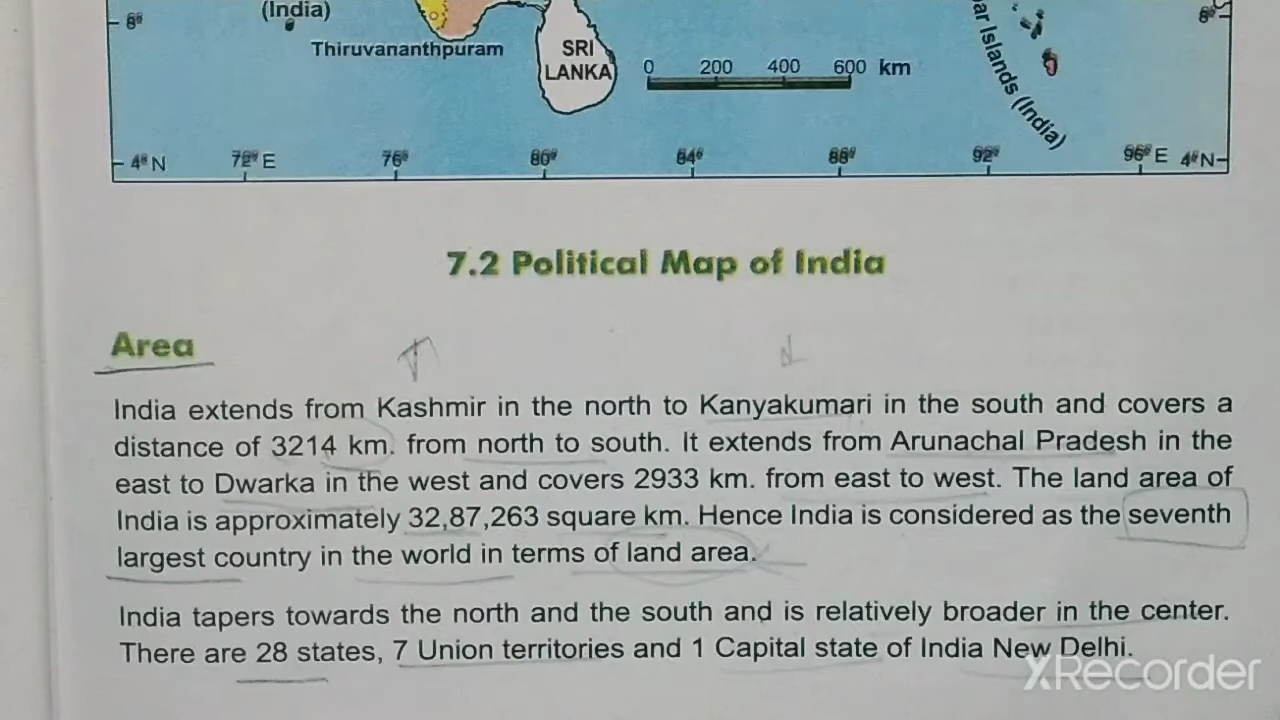 8°
(India)
Thiruvananthpuram
SRI
LANKA
0 200 400 600 km
ar Islands (India)
8°
4° N 72° E 76° 80° 84° 88° 92° 96° E 4° N
7.2 Political Map of India
Area
India extends from Kashmir in the north to Kanyakumari in the south and covers a
distance of 3214 km. from north to south. It extends from Arunachal Pradesh in the
east to Dwarka in the west and covers 2933 km. from east to west. The land area of
India is approximately 32,87,263 square km. Hence India is considered as the seventh
largest country in the world in terms of land area.
India tapers towards the north and the south and is relatively broader in the center.
There are 28 states, 7 Union territories and 1 Capital state of India New Delhi.
XRecorder